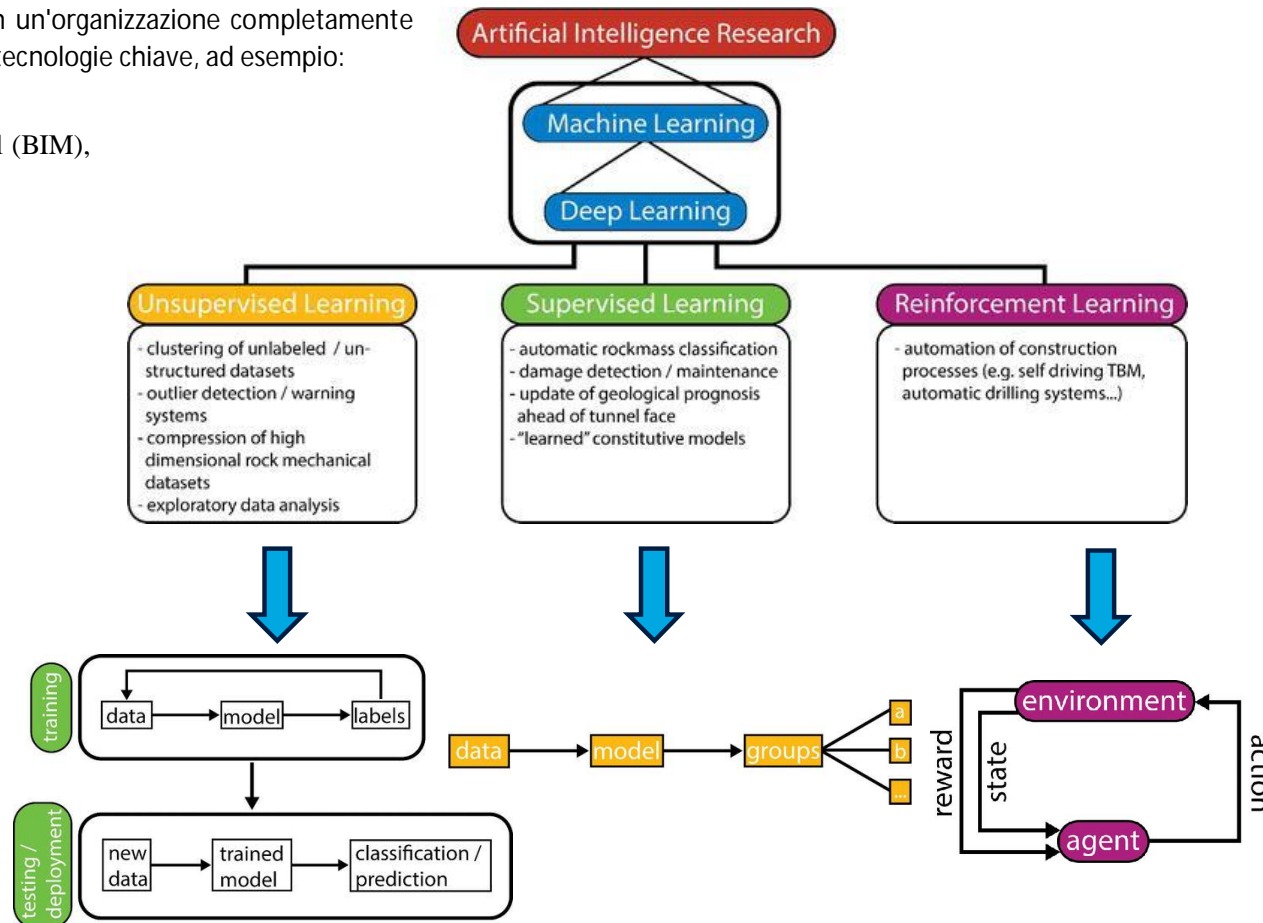 n un'organizzazione completamente
tecnologie chiave, ad esempio:
(BIM),
Artificial Intelligence Research
Machine Learning
Deep Learning
Unsupervised Learning
- clustering of unlabeled / un-
structured datasets
- outlier detection / warning
systems
- compression of high
dimensional rock mechanical
datasets
- exploratory data analysis
Supervised Learning
- automatic rockmass classification
- damage detection / maintenance
- update of geological prognosis
ahead of tunnel face
- "learned" constitutive models
Reinforcement Learning
- automation of construction
processes (e.g. self driving TBM,
automatic drilling systems...)
training
data
model
labels
testing /
deployment
new
data
trained
model
classification /
prediction
data
model
groups
a
b
...
environment
reward
state
action
agent